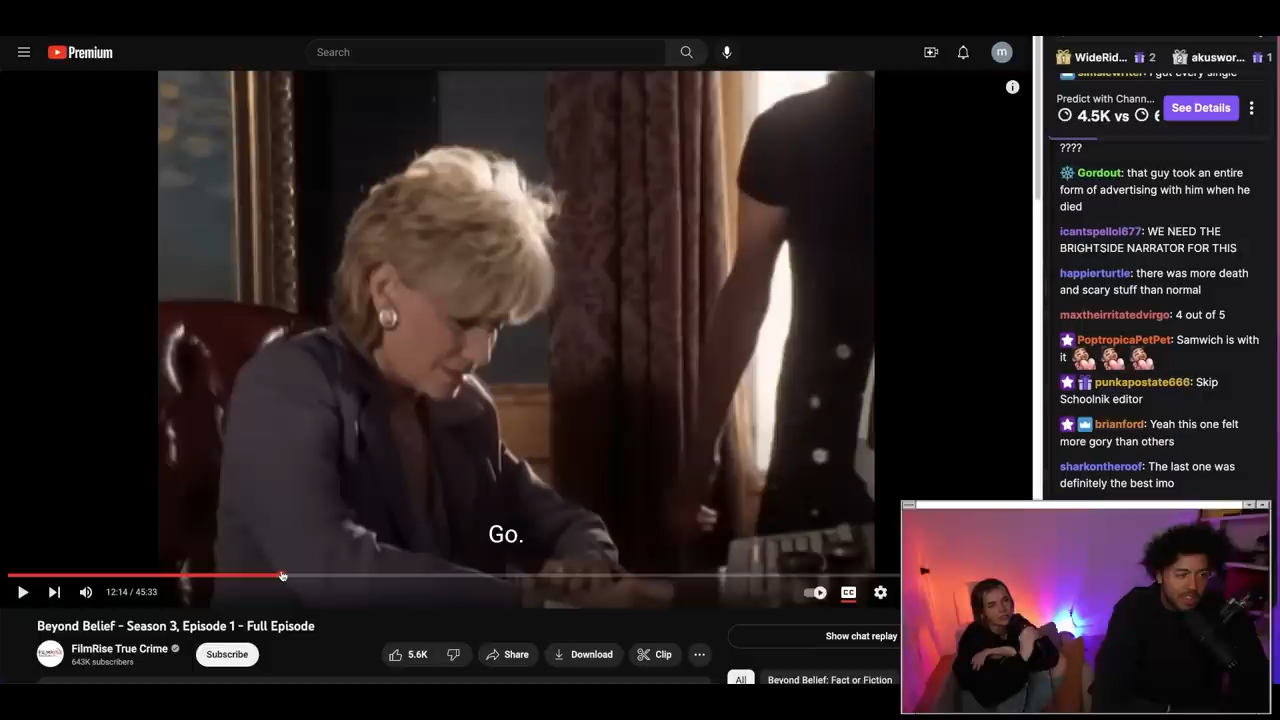 Premium
Search
m
Go.
12:14 / 45:33
CC
Beyond Belief - Season 3, Episode 1 - Full Episode
FilmRise True Crime
643K subscribers
Subscribe
5.6K
Share
Download
Clip
Show chat replay
All
Beyond Belief: Fact or Fiction
WideRid... 2
akuswor... 1
simsiewriter: I got every single
Predict with Chann...
4.5K vs
See Details
????
Gordout: that guy took an entire
form of advertising with him when he
died
icantspellol677: WE NEED THE
BRIGHTSIDE NARRATOR FOR THIS
happierturtle: there was more death
and scary stuff than normal
maxtheirritatedvirgo: 4 out of 5
PoptropicaPetPet: Samwich is with
it
punkapostate666: Skip
Schoolnik editor
brianford: Yeah this one felt
more gory than others
sharkontheroof: The last one was
definitely the best imo